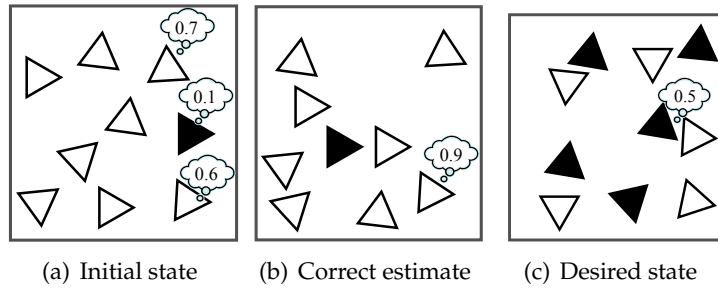 0.7
0.1
0.6
0.9
0.5
(a) Initial state
(b) Correct estimate
(c) Desired state